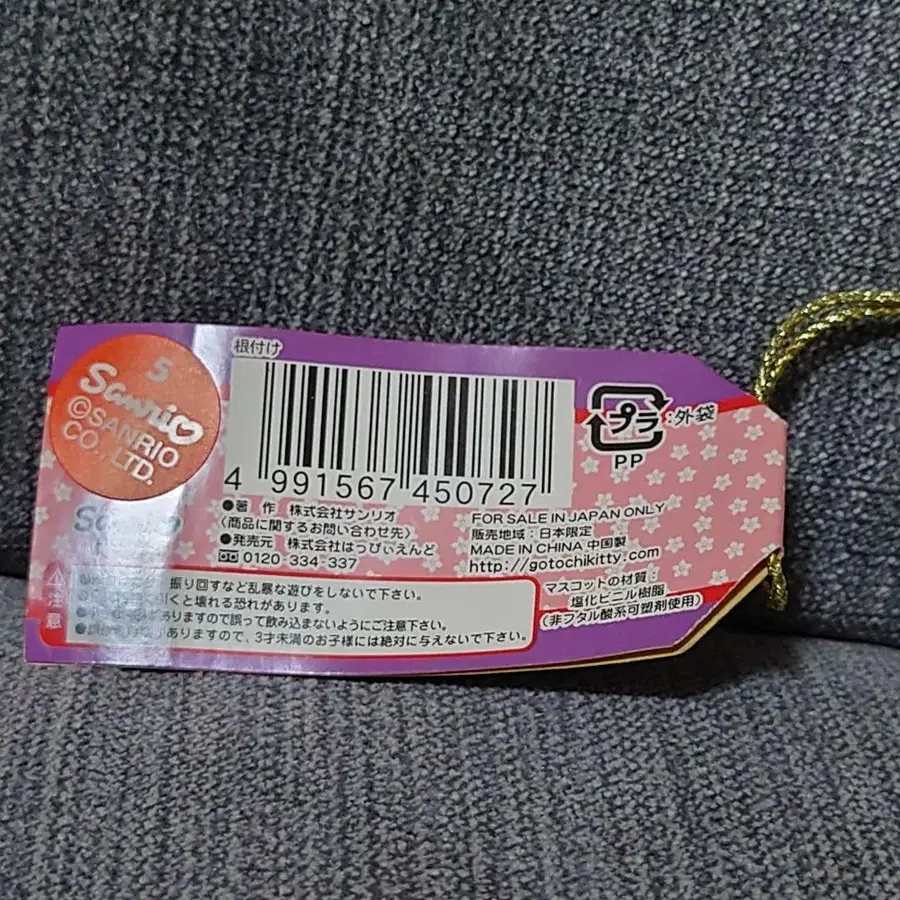 5
Sanrio
©SANRIO
CO., LTD.
根付け
4 991567 450727
プラ :外袋
PP
●著 作 株式会社サンリオ
〈商品に関するお問い合わせ先〉
●発売元 株式会社はっぴぃえんど
0120-334-337
FOR SALE IN JAPAN ONLY
販売地域:日本限定
MADE IN CHINA 中国製
http://gotochikitty.com
マスコットの材質:
塩化ビニル樹脂
(非フタル酸系可塑剤使用)
注意
振り回すなど乱暴な遊びをしないで下さい。
引くと壊れる恐れがあります。
ありますので誤って飲み込まないようにご注意下さい。
がありますので、3才未満のお子様には絶対に与えないで下さい。